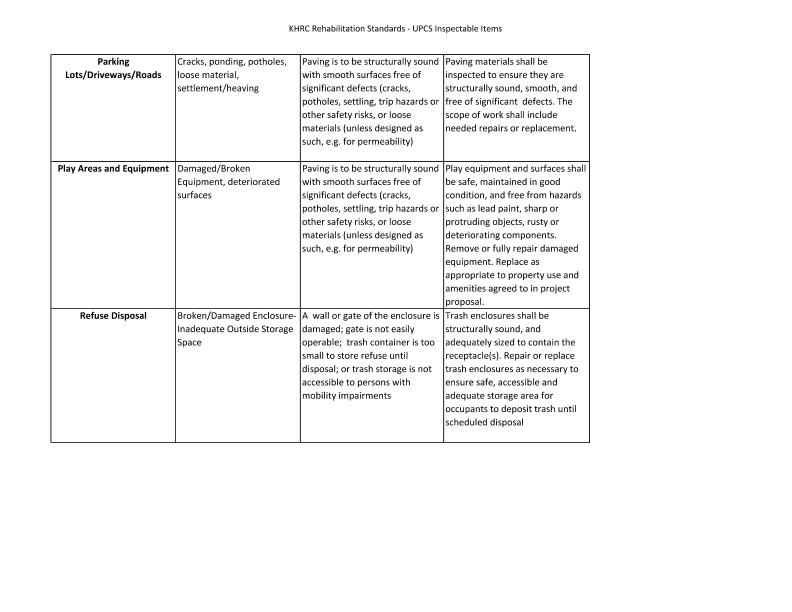 KHRC Rehabilitation Standards - UPCS Inspectable Items
Parking
Lots/Driveways/Roads
Cracks, ponding, potholes,
loose material,
settlement/heaving
Paving is to be structurally sound
with smooth surfaces free of
significant defects (cracks,
potholes, settling, trip hazards or
other safety risks, or loose
materials (unless designed as
such, e.g. for permeability)
Paving materials shall be
inspected to ensure they are
structurally sound, smooth, and
free of significant  defects. The
scope of work shall include
needed repairs or replacement.
Play Areas and Equipment
Damaged/Broken
Equipment, deteriorated
surfaces
Paving is to be structurally sound
with smooth surfaces free of
significant defects (cracks,
potholes, settling, trip hazards or
other safety risks, or loose
materials (unless designed as
such, e.g. for permeability)
Play equipment and surfaces shall
be safe, maintained in good
condition, and free from hazards
such as lead paint, sharp or
protruding objects, rusty or
deteriorating components.
Remove or fully repair damaged
equipment. Replace as
appropriate to property use and
amenities agreed to in project
proposal.
Refuse Disposal
Broken/Damaged Enclosure-
Inadequate Outside Storage
Space
A  wall or gate of the enclosure is
damaged; gate is not easily
operable;  trash container is too
small to store refuse until
disposal; or trash storage is not
accessible to persons with
mobility impairments
Trash enclosures shall be
structurally sound, and
adequately sized to contain the
receptacle(s). Repair or replace
trash enclosures as necessary to
ensure safe, accessible and
adequate storage area for
occupants to deposit trash until
scheduled disposal